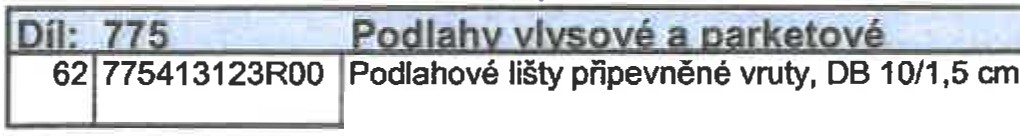 Díl: 775 Podlahy vlysové a parketové
62 775413123R00 Podlahové lišty připevněné vruty, DB 10/1,5 cm